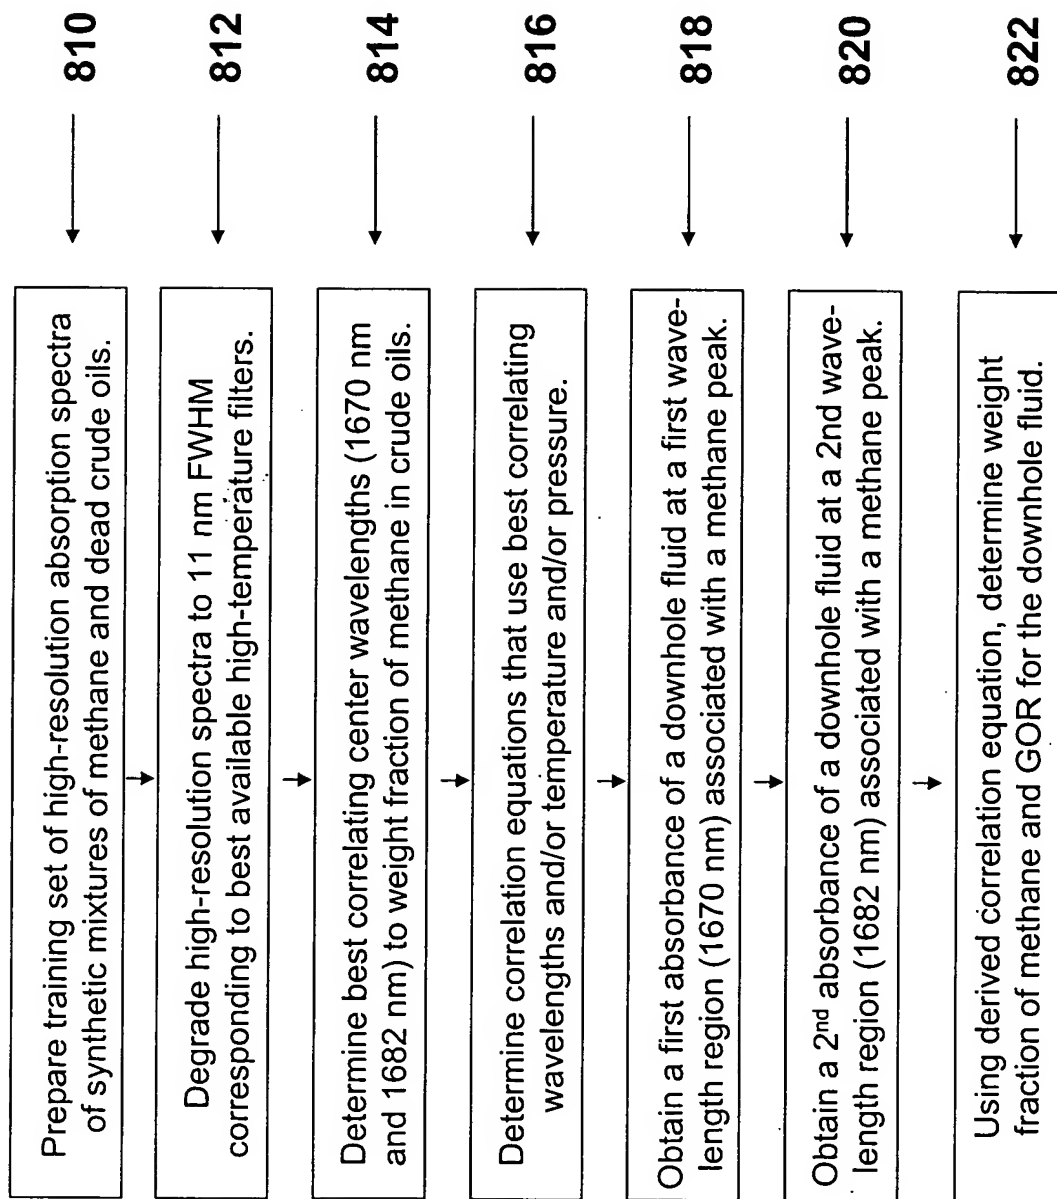 Prepare training set of high-resolution absorption spectra
of synthetic mixtures of methane and dead crude oils.
810
Degrade high-resolution spectra to 11 nm FWHM
corresponding to best available high-temperature filters.
812
Determine best correlating center wavelengths (1670 nm
and 1682 nm) to weight fraction of methane in crude oils.
814
Determine correlation equations that use best correlating
wavelengths and/or temperature and/or pressure.
816
Obtain a first absorbance of a downhole fluid at a first wave-
length region (1670 nm) associated with a methane peak.
818
Obtain a 2nd absorbance of a downhole fluid at a 2nd wave-
length region (1682 nm) associated with a methane peak.
820
Using derived correlation equation, determine weight
fraction of methane and GOR for the downhole fluid.
822